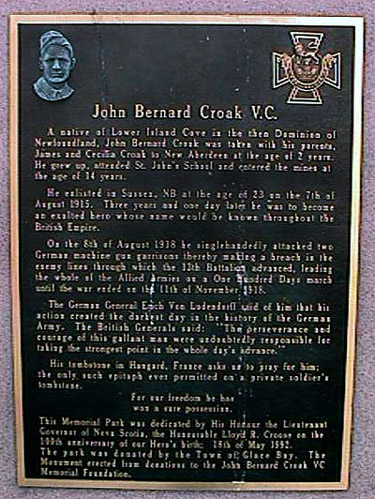 John Bernard Croak V.C.
A native of Lower Island Cove in the then Dominion of
Newfoundland, John Bernard Croak was taken with his parents,
James and Cecilia Croak to New Aberdeen at the age of 2 years.
He grew up, attended St. John's School and entered the mines at
the age of 14 years.
He enlisted in Sussex, NB at the age of 23 on the 7th of
August 1915. Three years and one day later he was to become
an exalted hero whose name would be known throughout the
British Empire.
On the 8th of August 1918 he singlehandedly attacked two
German machine gun garrisons thereby making a breach in the
enemy lines through which the 13th Battalion advanced, leading
the whole of the Allied Armies on a One Hundred Days march
until the war ended on the 11th of November 1918.
The German General Erich Von Ludendorff said of him that his
action created the darkest day in the history of the German
Army. The British Generals said: "The perseverance and
courage of this gallant man were undoubtedly responsible for
taking the strongest point in the whole day's advance."
His tombstone in Hangard, France asks us to pray for him;
the only such epitaph ever permitted on a private soldier's
tombstone.
For our freedom he has
won a sure possession.
This Memorial Park was dedicated by His Honour the Lieutenant
Governor of Nova Scotia, the Honourable Lloyd R. Crouse on the
100th anniversary of our Hero's birth; 18th of May 1992.
The park was donated by the Town of Glace Bay. The
Monument erected from donations to the John Bernard Croak VC
Memorial Foundation.